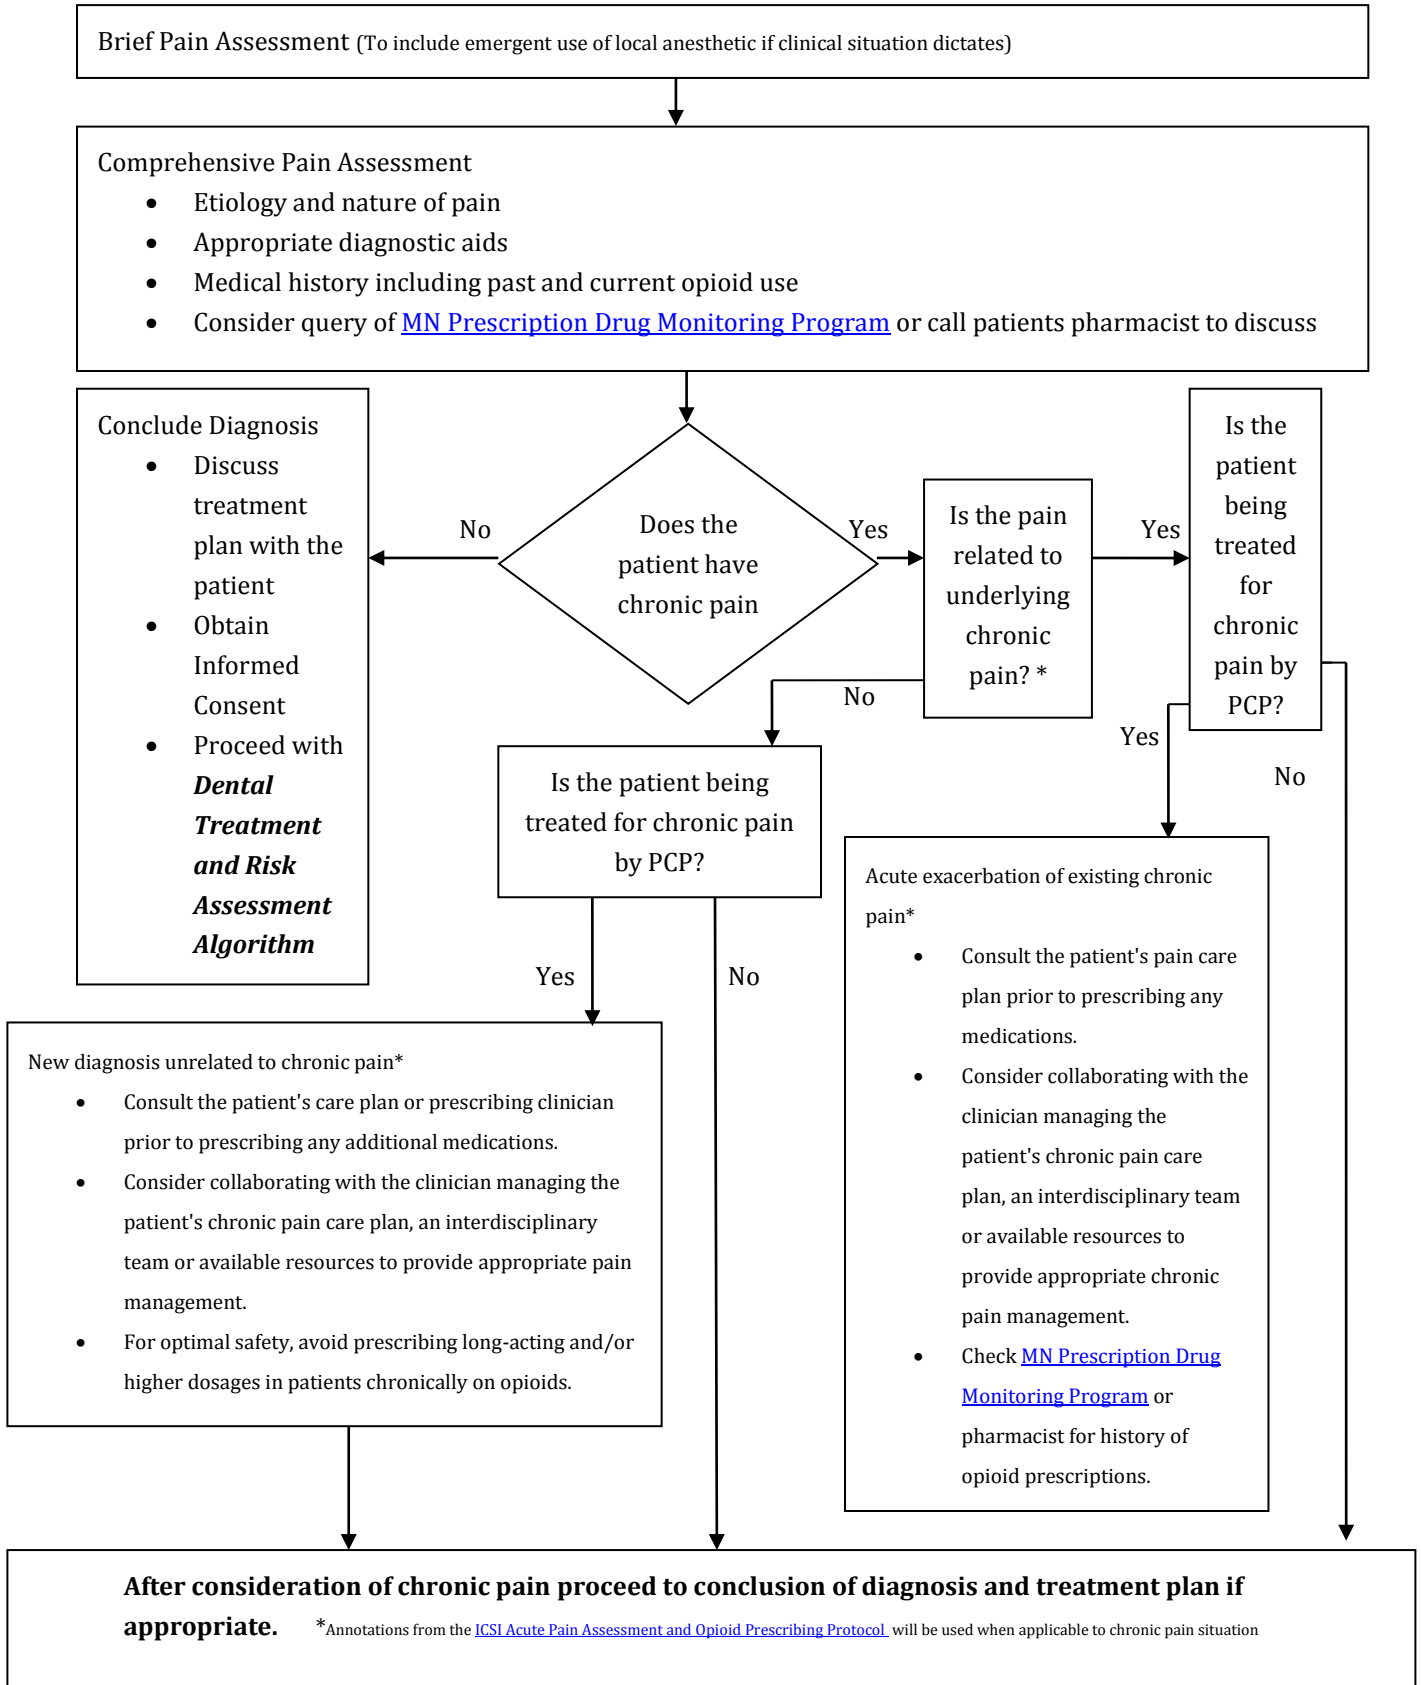 Brief Pain Assessment (To include emergent use of local anesthetic if clinical situation dictates)
Comprehensive Pain Assessment
• Etiology and nature of pain
• Appropriate diagnostic aids
• Medical history including past and current opioid use
• Consider query of MN Prescription Drug Monitoring Program or call patients pharmacist to discuss
Conclude Diagnosis
• Discuss
treatment
plan with the
patient
• Obtain
Informed
Consent
• Proceed with
Dental
Treatment
and Risk
Assessment
Algorithm
No
Does the
patient have
chronic pain
Yes
Is the pain
related to
underlying
chronic
pain? *
Yes
Is the
patient
being
treated
for
chronic
pain by
PCP?
No
Yes
No
Is the patient being
treated for chronic pain
by PCP?
Yes
No
Acute exacerbation of existing chronic
pain*
• Consult the patient's pain care
plan prior to prescribing any
medications.
• Consider collaborating with the
clinician managing the
patient's chronic pain care
plan, an interdisciplinary team
or available resources to
provide appropriate chronic
pain management.
• Check MN Prescription Drug
Monitoring Program or
pharmacist for history of
opioid prescriptions.
New diagnosis unrelated to chronic pain*
• Consult the patient's care plan or prescribing clinician
prior to prescribing any additional medications.
• Consider collaborating with the clinician managing the
patient's chronic pain care plan, an interdisciplinary
team or available resources to provide appropriate pain
management.
• For optimal safety, avoid prescribing long-acting and/or
higher dosages in patients chronically on opioids.
After consideration of chronic pain proceed to conclusion of diagnosis and treatment plan if
appropriate. *Annotations from the ICSI Acute Pain Assessment and Opioid Prescribing Protocol will be used when applicable to chronic pain situation